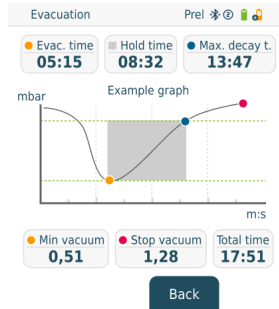 Evacuation Prel
Evac. time Hold time Max. decay t.
05:15 08:32 13:47
Example graph
mbar
m:s
Min vacuum Stop vacuum Total time
0,51 1,28 17:51
Back